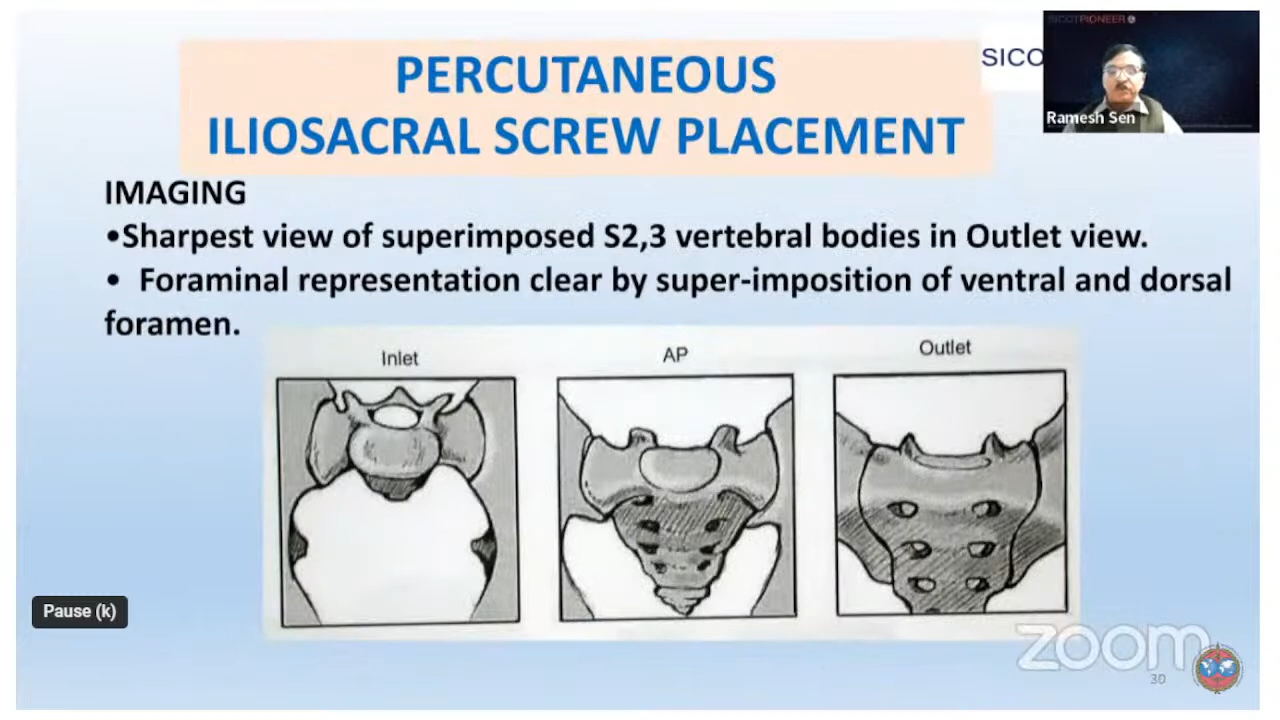 PERCUTANEOUS
ILIOSACRAL SCREW PLACEMENT
SICO
SICOTPIONEER
Ramesh Sen
IMAGING
•Sharpest view of superimposed S2,3 vertebral bodies in Outlet view.
• Foraminal representation clear by super-imposition of ventral and dorsal
foramen.
Inlet
AP
Outlet
Pause (k)
zoom
30